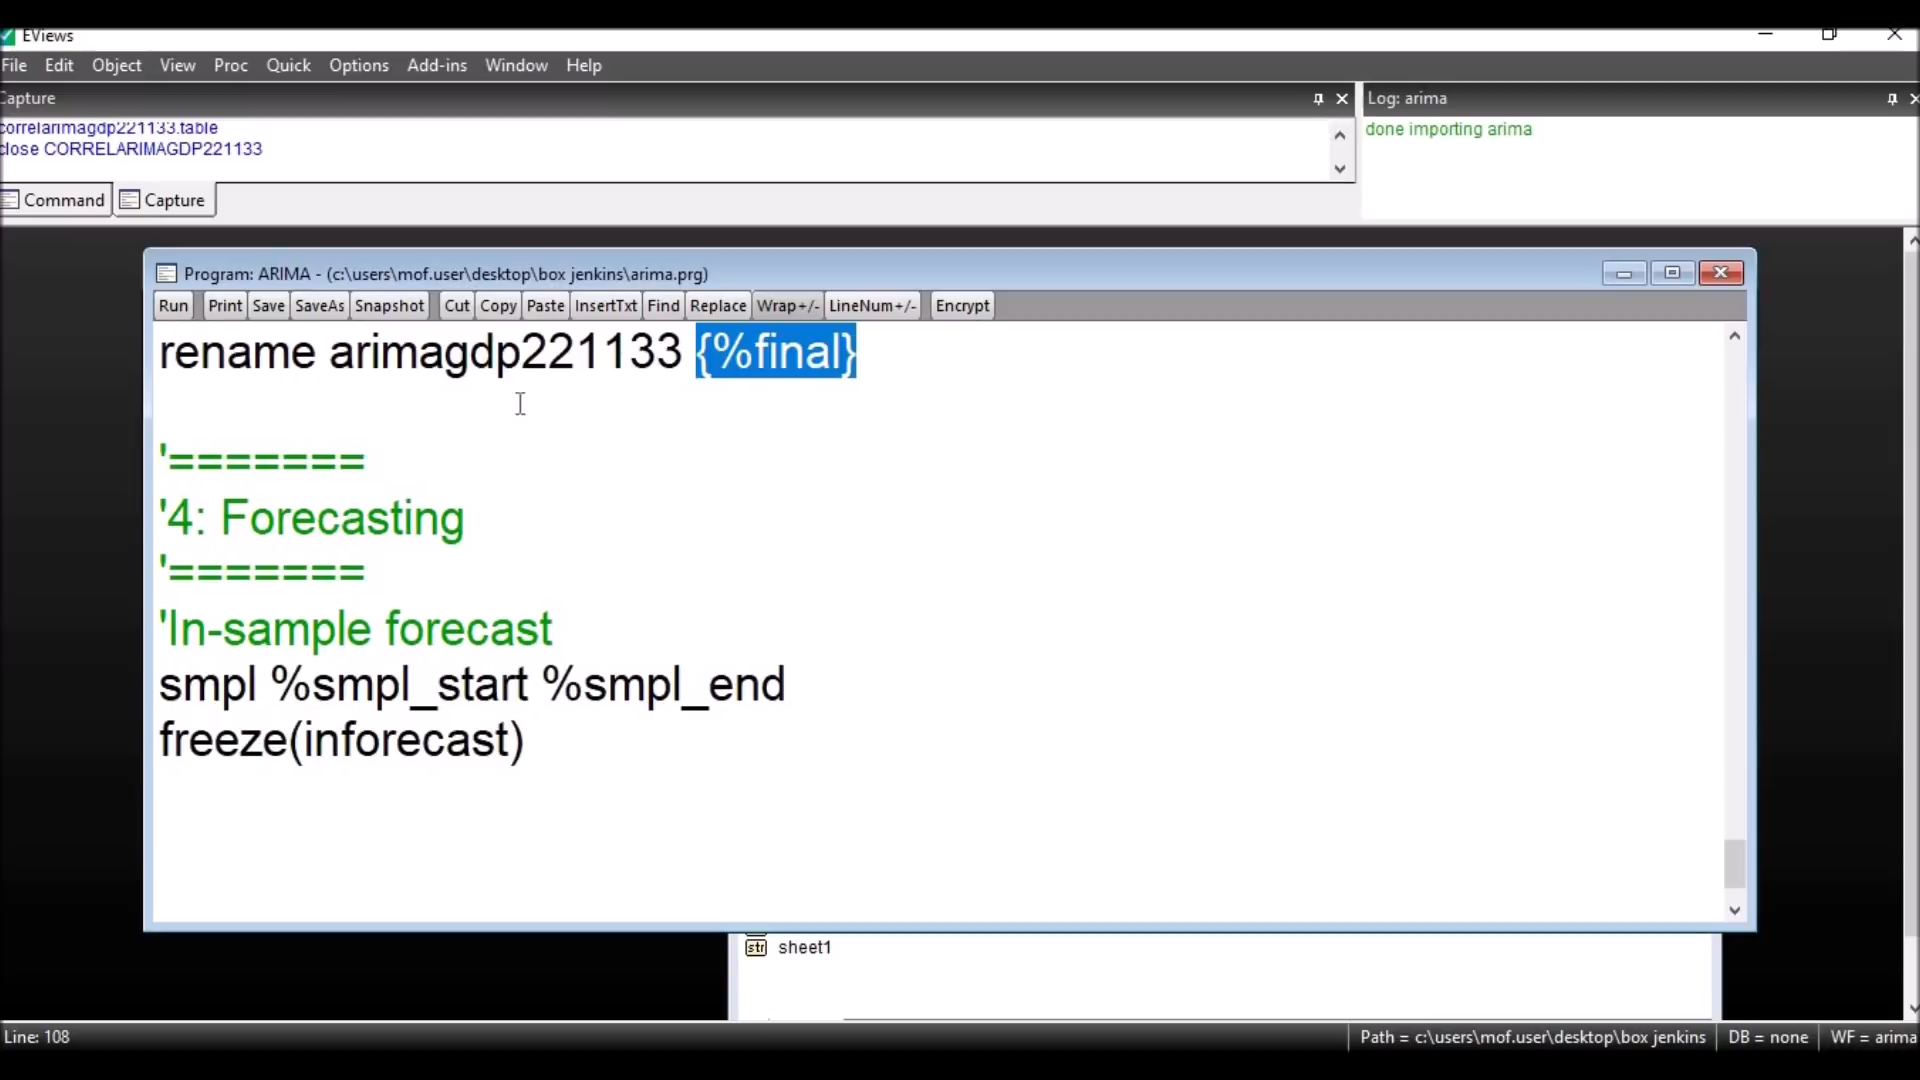 EViews
File Edit Object View Proc Quick Options Add-ins Window Help
Capture
Log: arima
correlarimagdp221133.table
close CORRELARIMAGDP221133
done importing arima
Command Capture
Program: ARIMA - (c:\users\mof.user\desktop\box jenkins\arima.prg)
Run Print Save SaveAs Snapshot Cut Copy Paste InsertTxt Find Replace Wrap+/- LineNum+/- Encrypt
rename arimagdp221133 {%final}
'=======
'4: Forecasting
'=======
'In-sample forecast
smpl %smpl_start %smpl_end
freeze(inforecast)
str sheet1
Line: 108
Path = c:\users\mof.user\desktop\box jenkins DB = none WF = arima